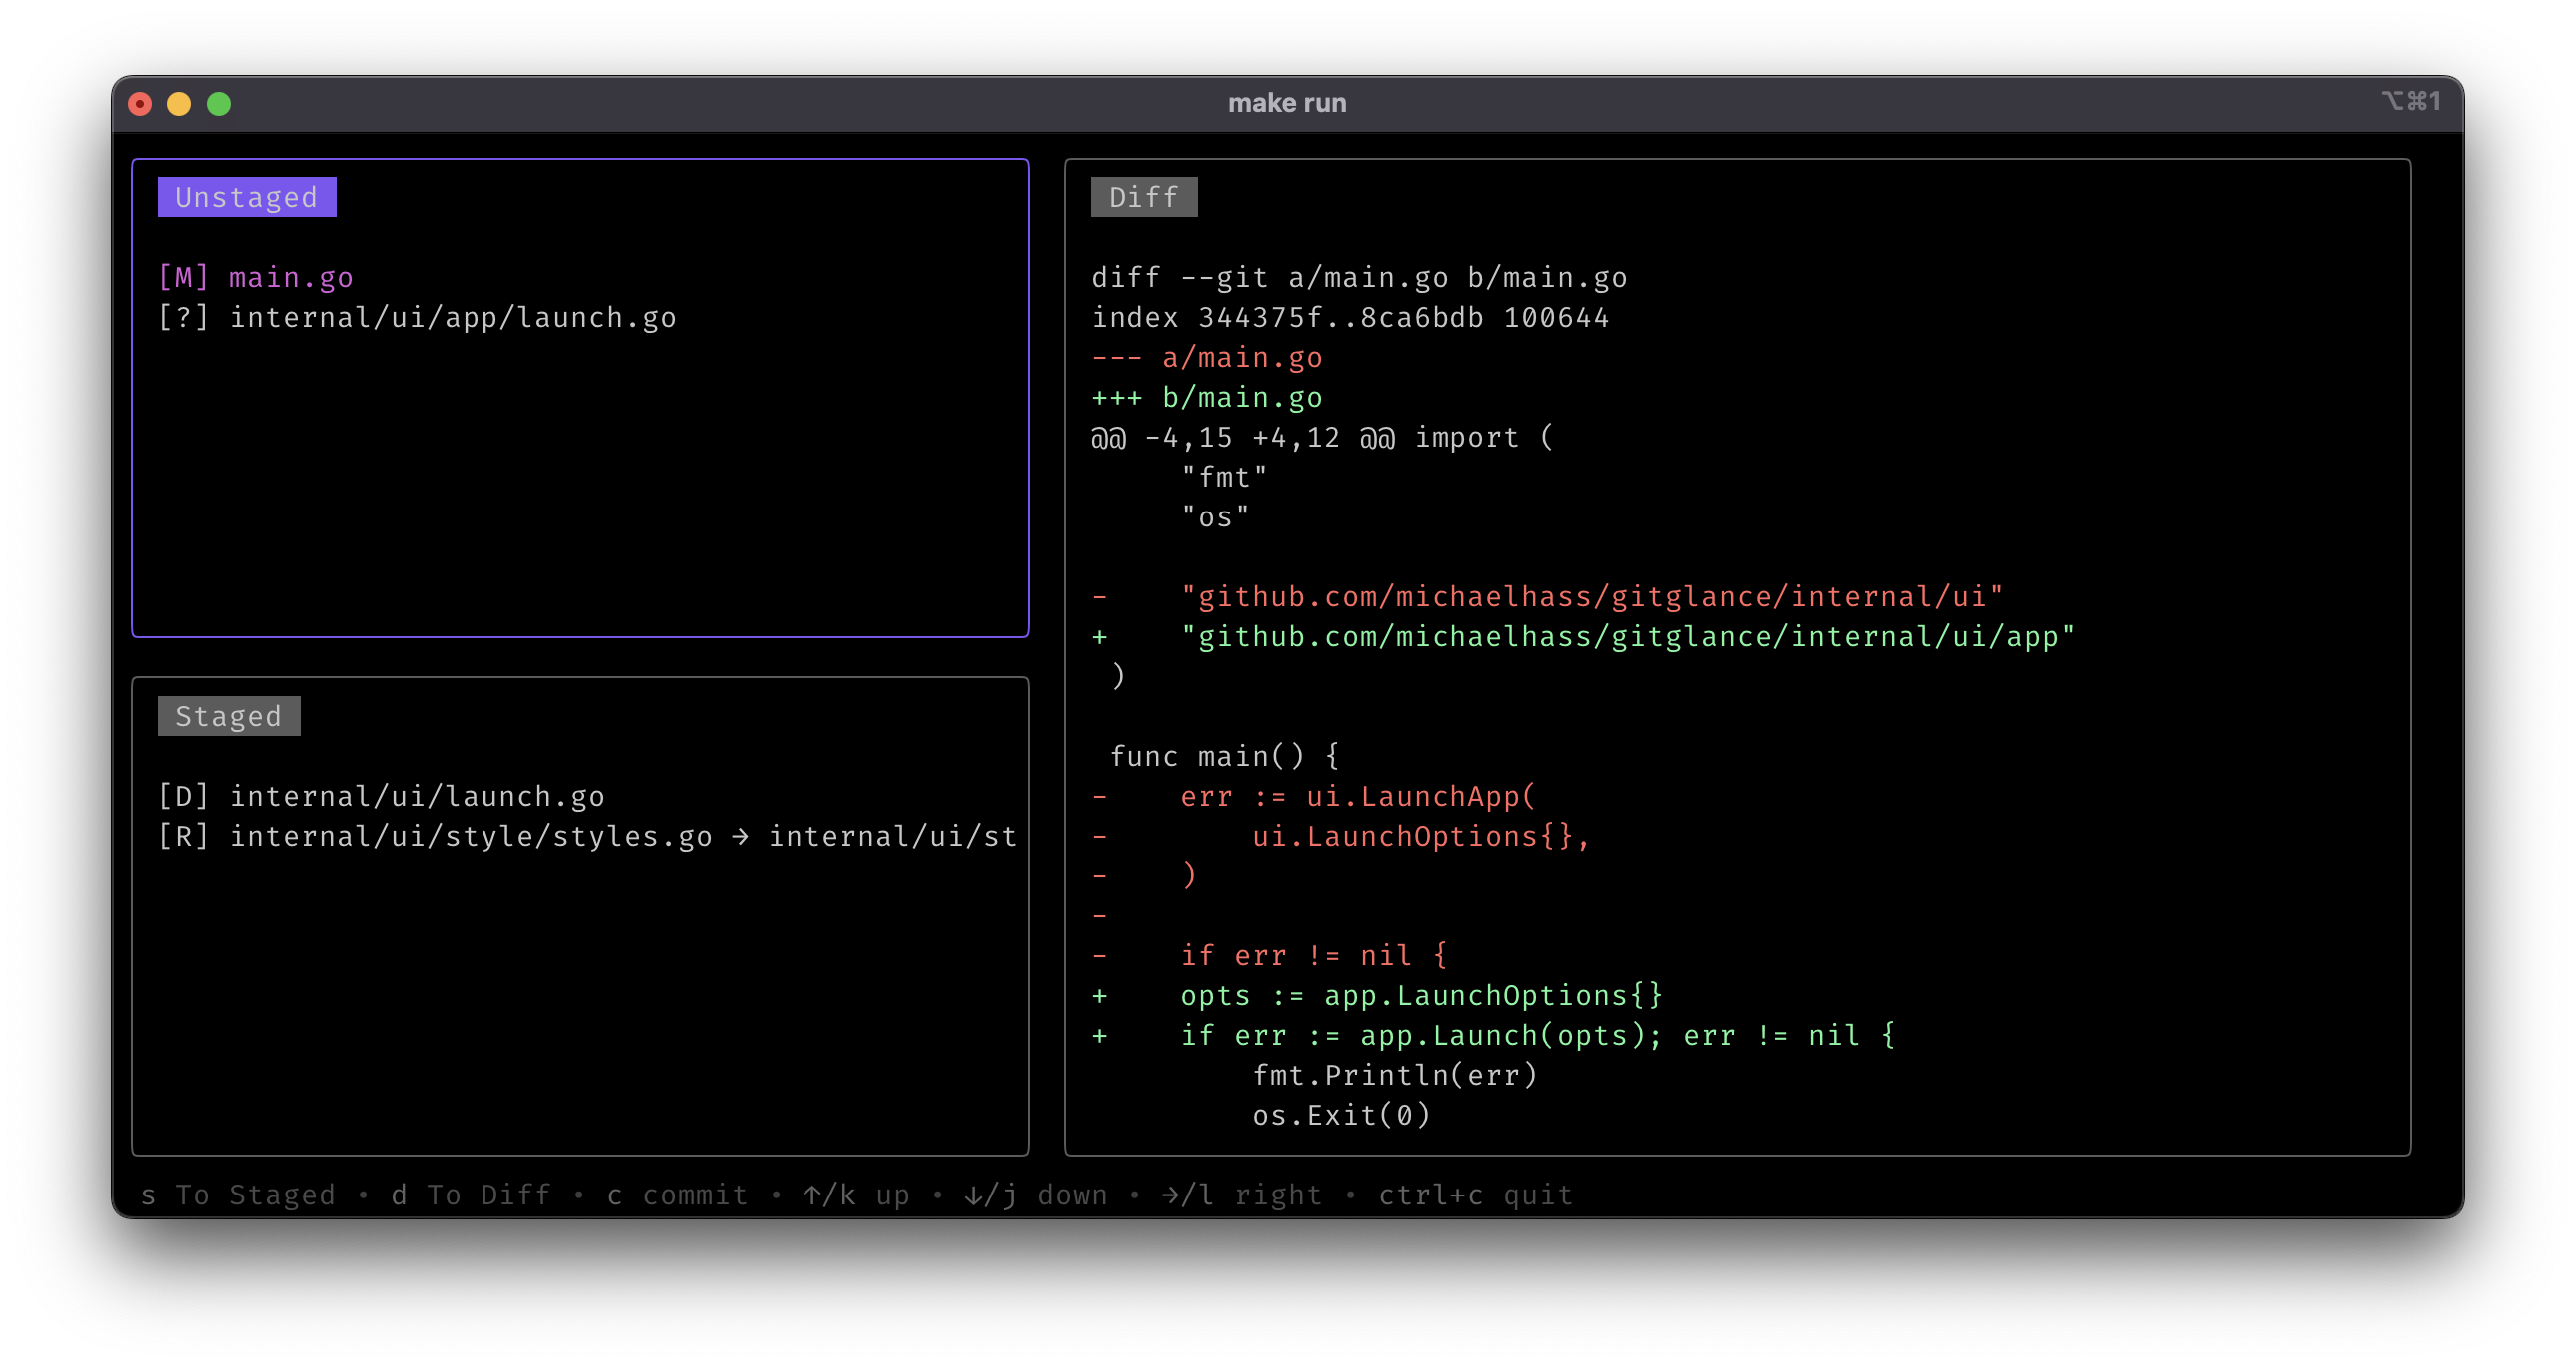 make run
⌥⌘1
Unstaged
[M] main.go
[?] internal/ui/app/launch.go
Staged
[D] internal/ui/launch.go
[R] internal/ui/style/styles.go → internal/ui/st
Diff
diff --git a/main.go b/main.go
index 344375f..8ca6bdb 100644
--- a/main.go
+++ b/main.go
@@ -4,15 +4,12 @@ import (
     "fmt"
     "os"
-    "github.com/michaelhass/gitglance/internal/ui"
+    "github.com/michaelhass/gitglance/internal/ui/app"
 )
 func main() {
-    err := ui.LaunchApp(
-        ui.LaunchOptions{},
-    )
-
-    if err != nil {
+    opts := app.LaunchOptions{}
+    if err := app.Launch(opts); err != nil {
         fmt.Println(err)
         os.Exit(0)
s To Staged • d To Diff • c commit • ↑/k up • ↓/j down • →/l right • ctrl+c quit